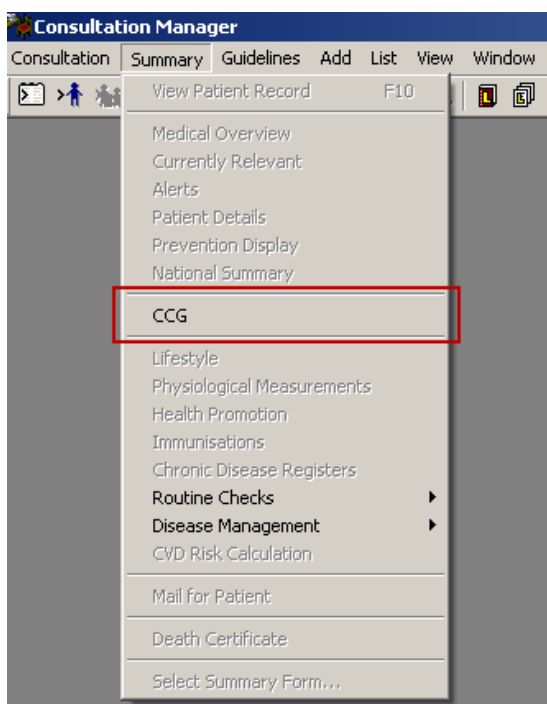 Consultation Manager
Consultation Summary Guidelines Add List View Window
View Patient Record F10
Medical Overview
Currently Relevant
Alerts
Patient Details
Prevention Display
National Summary
CCG
Lifestyle
Physiological Measurements
Health Promotion
Immunisations
Chronic Disease Registers
Routine Checks
Disease Management
CVD Risk Calculation
Mail for Patient
Death Certificate
Select Summary Form...